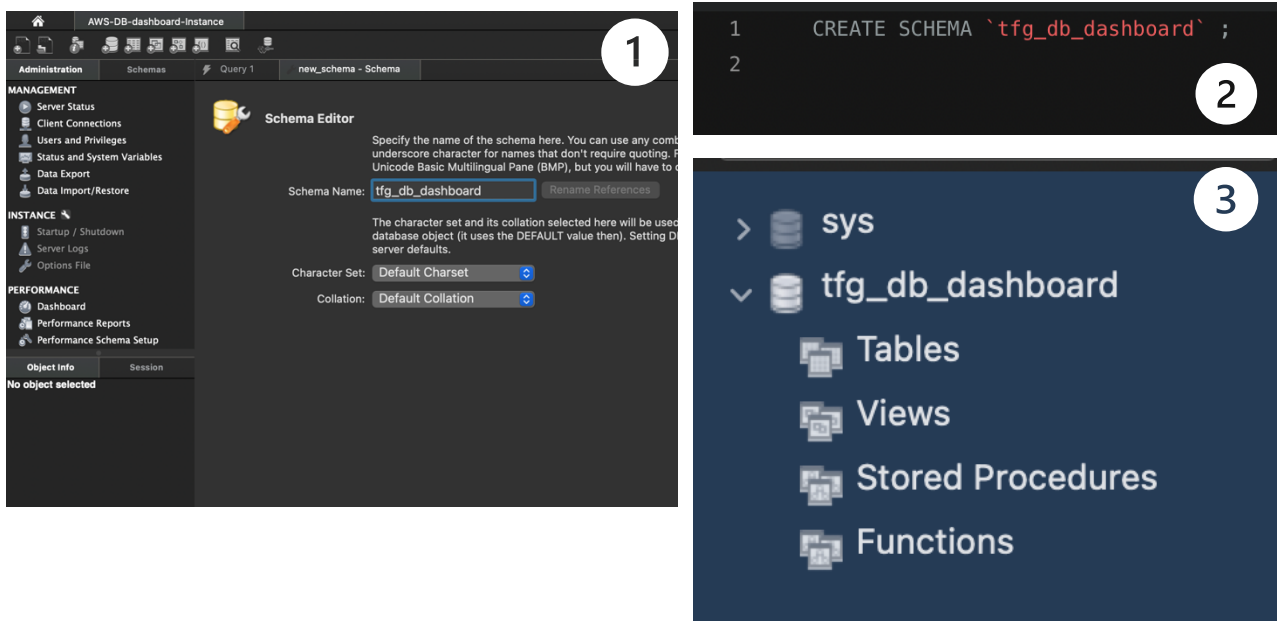 AWS-DB-dashboard-Instance
1
Administration
Schemas
Query 1
new_schema - Schema
MANAGEMENT
Server Status
Client Connections
Users and Privileges
Status and System Variables
Data Export
Data Import/Restore
INSTANCE
Startup / Shutdown
Server Logs
Options File
PERFORMANCE
Dashboard
Performance Reports
Performance Schema Setup
Object Info
Session
No object selected
Schema Editor
Specify the name of the schema here. You can use any
underscore character for names that don't require quoting.
Unicode Basic Multilingual Pane (BMP), but you will have to
Schema Name: tfg_db_dashboard Rename References
The character set and its collation selected here will be used
database object (it uses the DEFAULT value then). Setting
server defaults.
Character Set: Default Charset
Collation: Default Collation
1 CREATE SCHEMA `tfg_db_dashboard` ;
2
2
3
sys
tfg_db_dashboard
Tables
Views
Stored Procedures
Functions